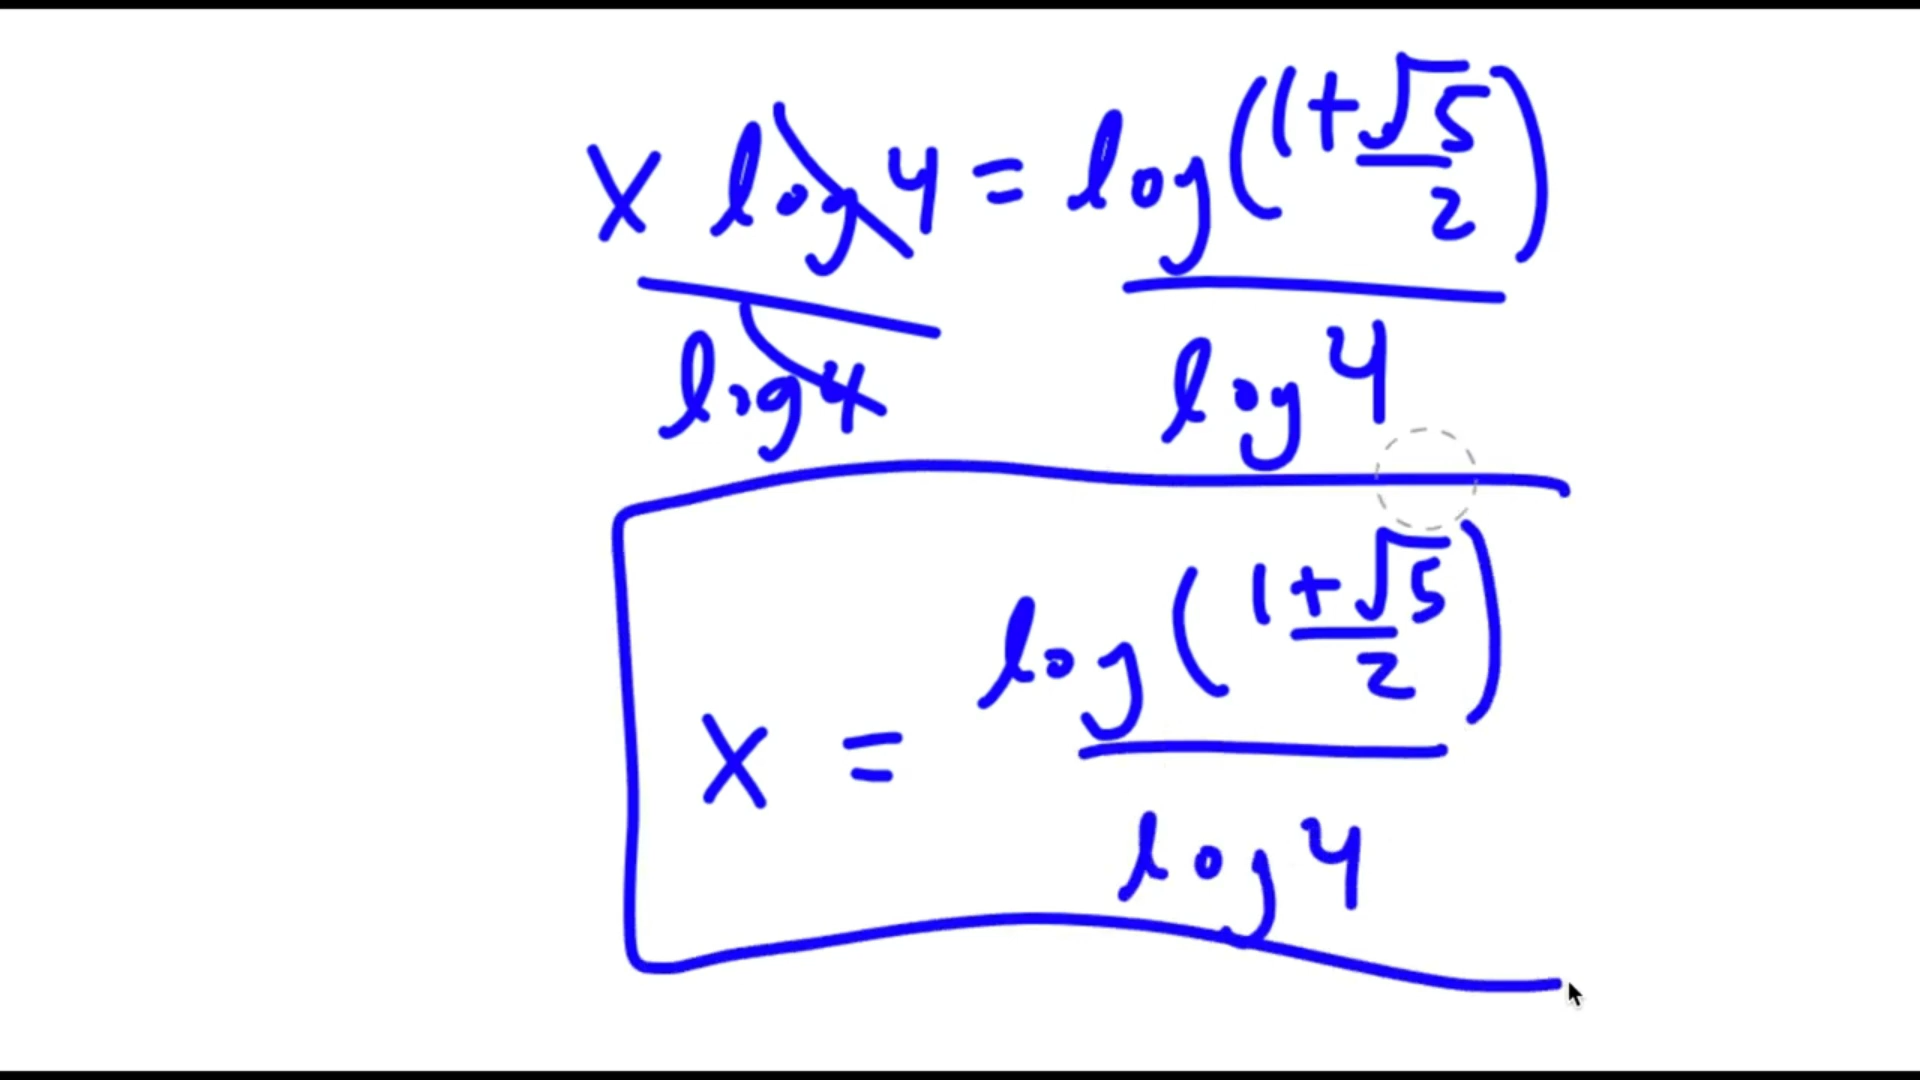 x log 4 = log(1+√5/2)
log 4 log 4
x = log(1+√5/2)
log 4